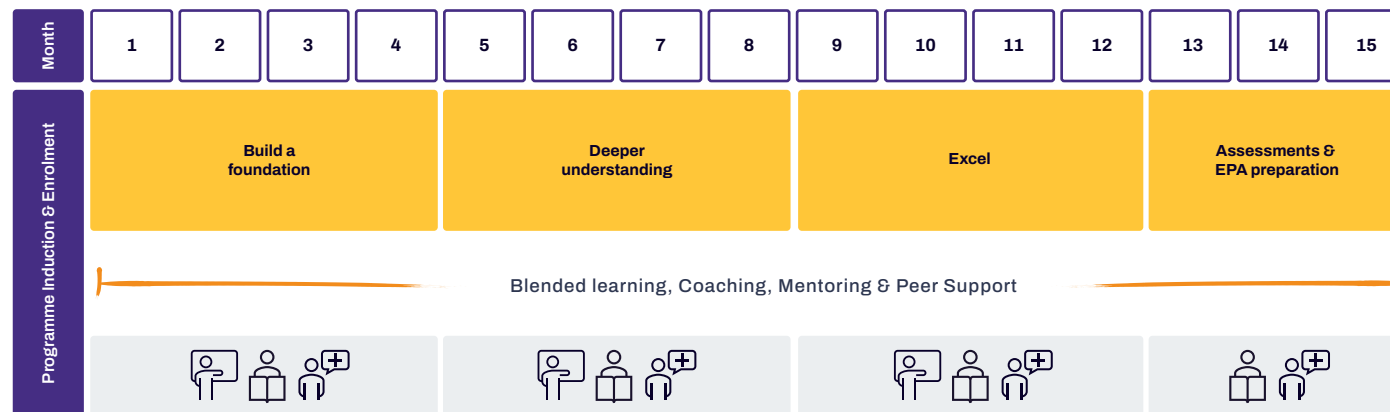 Month
1
2
3
4
5
6
7
8
9
10
11
12
13
14
15
Programme Induction & Enrolment
Build a
foundation
Deeper
understanding
Excel
Assessments &
EPA preparation
Blended learning, Coaching, Mentoring & Peer Support